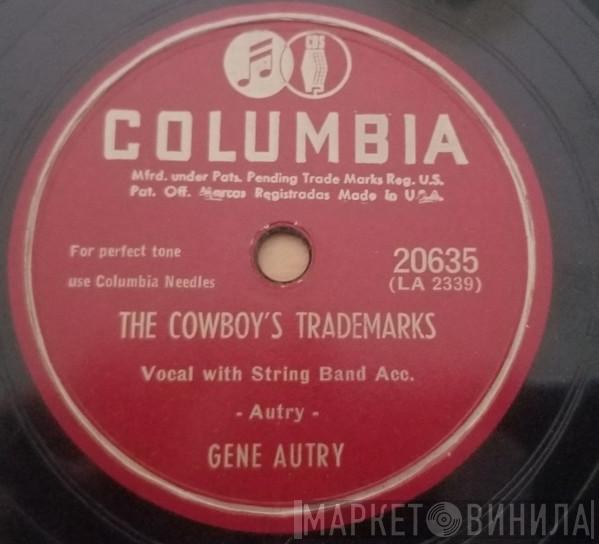 CBS
COLUMBIA
Mfrd. under Pats. Pending Trade Marks Reg. U.S.
Pat. Off. Marcas Registradas Made in U.S.A.
For perfect tone
use Columbia Needles
20635
(LA 2339)
THE COWBOY'S TRADEMARKS
Vocal with String Band Acc.
- Autry -
GENE AUTRY
МАРКЕТ ВИНИЛА